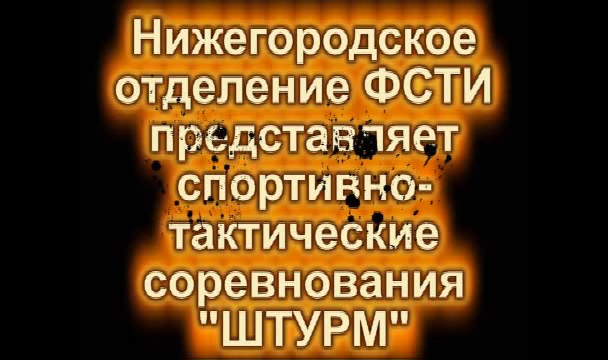 Нижегородское
отделение ФСТИ
представляет
спортивно-
тактические
соревнования
"ШТУРМ"